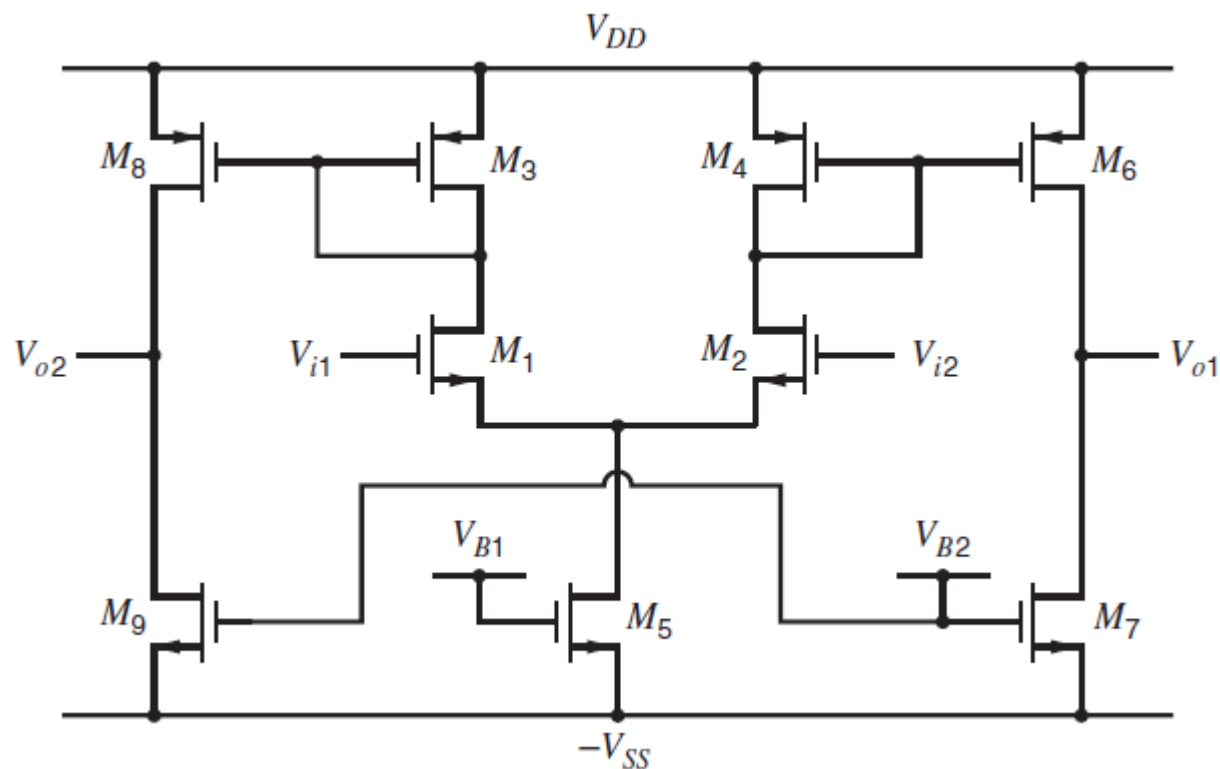 V_DD
M_8
M_3
M_4
M_6
V_o2
V_i1
M_1
M_2
V_i2
V_o1
V_B1
V_B2
M_9
M_5
M_7
−V_SS